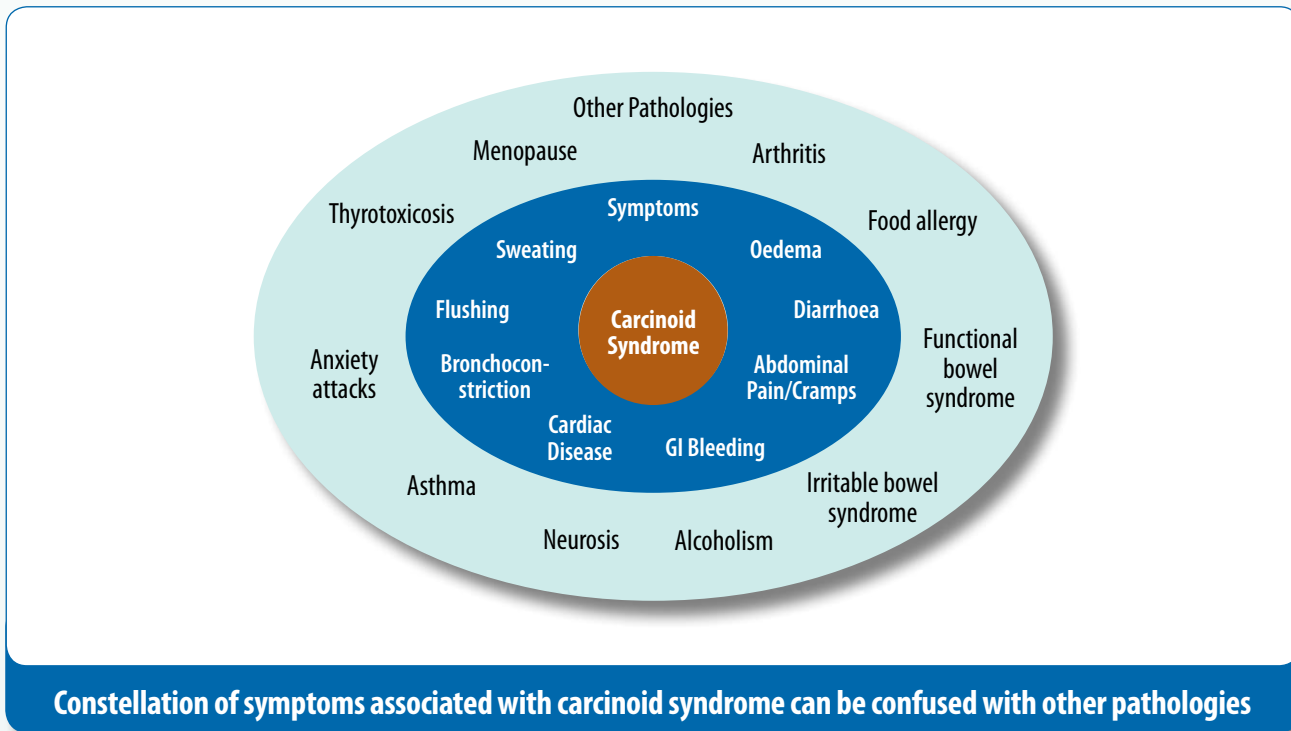 Other Pathologies
Menopause
Arthritis
Thyrotoxicosis
Food allergy
Anxiety
attacks
Functional
bowel
syndrome
Asthma
Irritable bowel
syndrome
Neurosis
Alcoholism
Symptoms
Sweating
Oedema
Flushing
Diarrhoea
Bronchocon-
striction
Abdominal
Pain/Cramps
Cardiac
Disease
GI Bleeding
Carcinoid
Syndrome
Constellation of symptoms associated with carcinoid syndrome can be confused with other pathologies